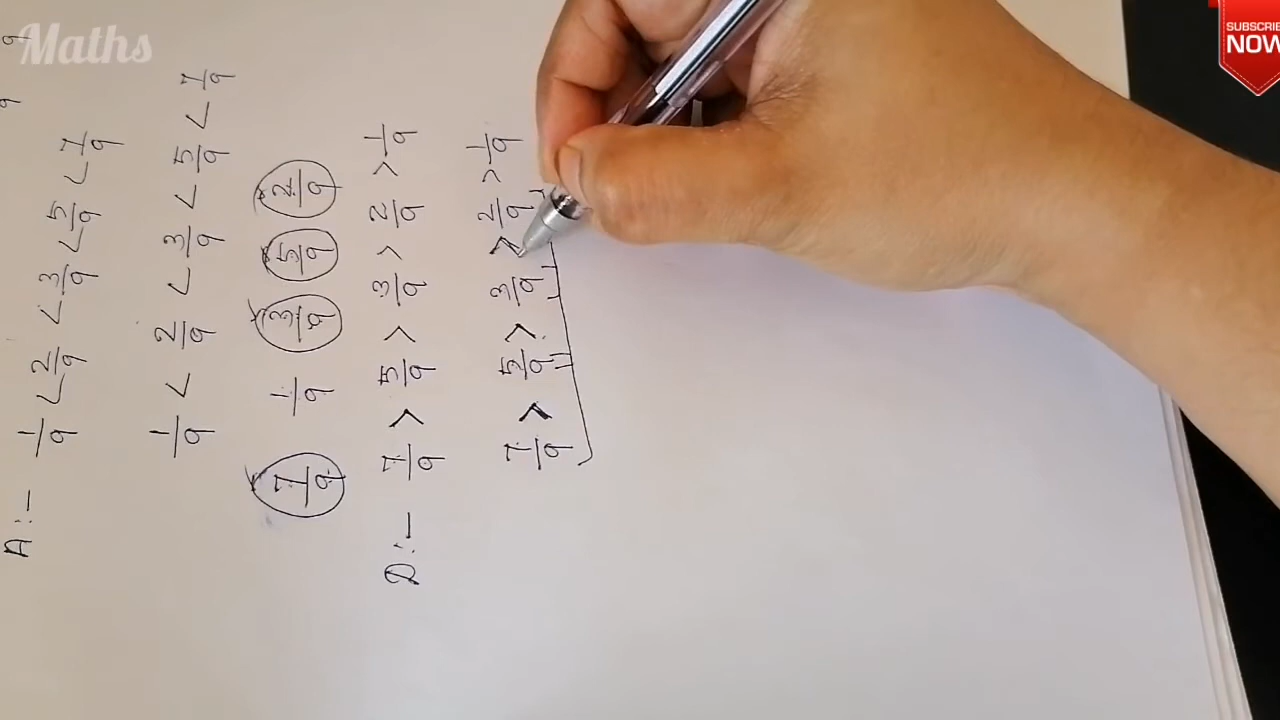 Maths
SUBSCRIBE
NOW
A:- 1/9 < 2/9 < 3/9 < 5/9 < 7/9
1/9 < 2/9 < 3/9 < 5/9 < 7/9
7/9 1/9 3/9 5/9 2/9
D:- 7/9 > 5/9 > 3/9 > 2/9 > 1/9
7/9 > 5/9 > 3/9 > 2/9 > 1/9